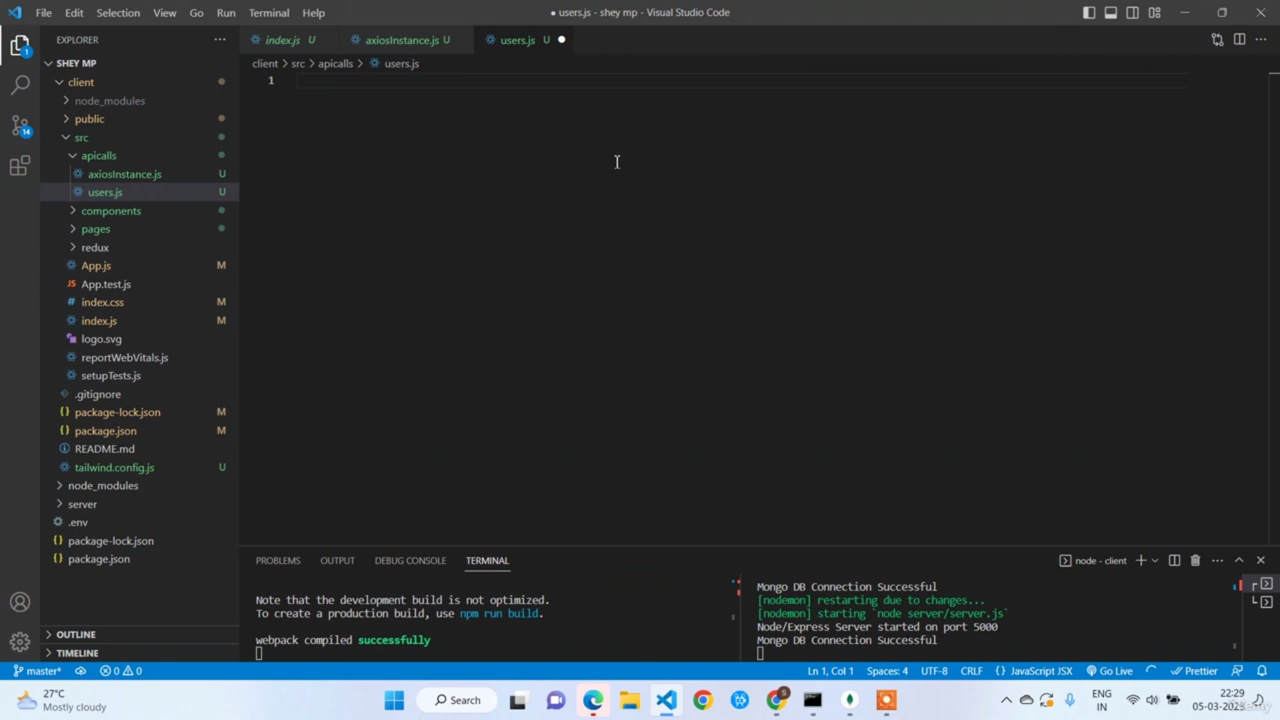 File Edit Selection View Go Run Terminal Help
● users.js - shey mp - Visual Studio Code
EXPLORER
SHEY MP
client
node_modules
public
src
apicalls
axiosInstance.js U
users.js U
components
pages
redux
App.js M
App.test.js
index.css M
index.js M
logo.svg
reportWebVitals.js
setupTests.js
.gitignore
package-lock.json M
package.json M
README.md
tailwind.config.js U
node_modules
server
.env
package-lock.json
package.json
OUTLINE
TIMELINE
index.js U axiosInstance.js U users.js U
client > src > apicalls > users.js
1
PROBLEMS OUTPUT DEBUG CONSOLE TERMINAL
node - client
Note that the development build is not optimized.
To create a production build, use npm run build.
webpack compiled successfully
Mongo DB Connection Successful
[nodemon] restarting due to changes...
[nodemon] starting `node server/server.js`
Node/Express Server started on port 5000
Mongo DB Connection Successful
1
14
master* 0 0
Ln 1, Col 1 Spaces: 4 UTF-8 CRLF {} JavaScript JSX Go Live Prettier
27°C
Mostly cloudy
Search
ENG
IN
22:29
05-03-2023